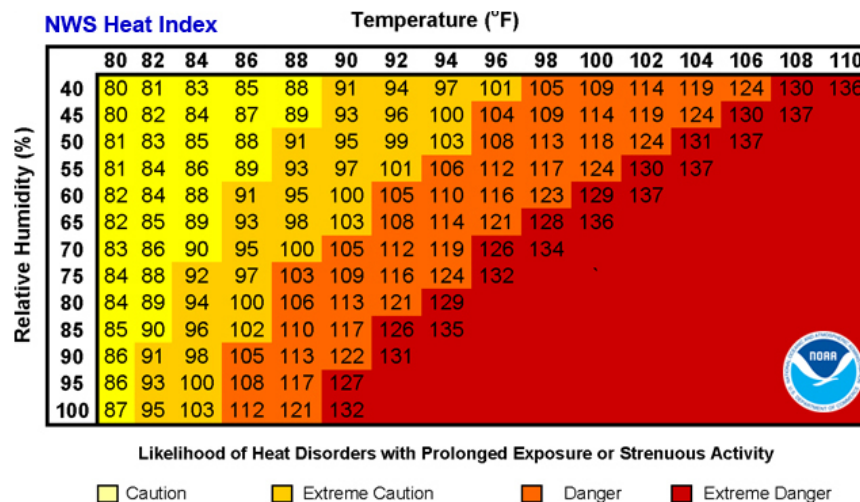 NWS Heat Index Temperature (°F)
80 82 84 86 88 90 92 94 96 98 100 102 104 106 108 110
40 80 81 83 85 88 91 94 97 101 105 109 114 119 124 130 136
45 80 82 84 87 89 93 96 100 104 109 114 119 124 130 137
50 81 83 85 88 91 95 99 103 108 113 118 124 131 137
55 81 84 86 89 93 97 101 106 112 117 124 130 137
60 82 84 88 91 95 100 105 110 116 123 129 137
65 82 85 89 93 98 103 108 114 121 128 136
70 83 86 90 95 100 105 112 119 126 134
75 84 88 92 97 103 109 116 124 132
80 84 89 94 100 106 113 121 129
85 85 90 96 102 110 117 126 135
90 86 91 98 105 113 122 131
95 86 93 100 108 117 127
100 87 95 103 112 121 132
Relative Humidity (%)
NOAA
Likelihood of Heat Disorders with Prolonged Exposure or Strenuous Activity
Caution Extreme Caution Danger Extreme Danger